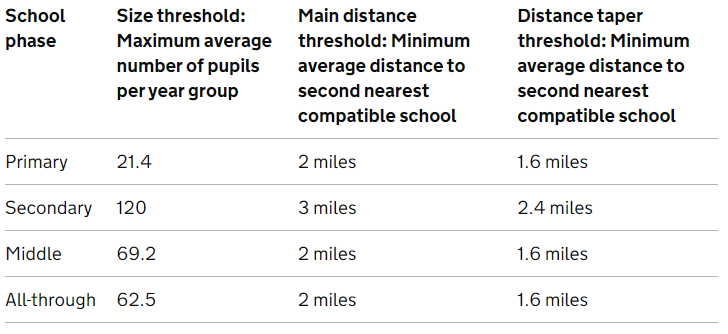 School phase
Size threshold: Maximum average number of pupils per year group
Main distance threshold: Minimum average distance to second nearest compatible school
Distance taper threshold: Minimum average distance to second nearest compatible school
Primary 21.4 2 miles 1.6 miles
Secondary 120 3 miles 2.4 miles
Middle 69.2 2 miles 1.6 miles
All-through 62.5 2 miles 1.6 miles